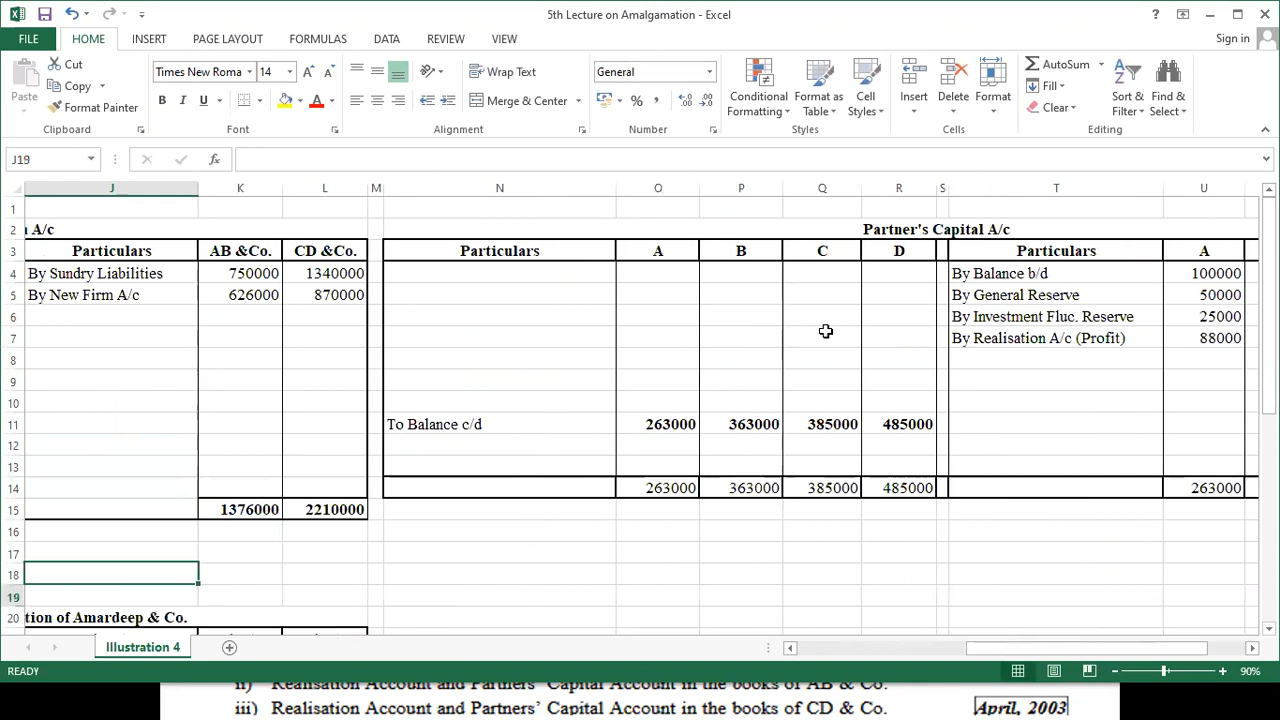 5th Lecture on Amalgamation - Excel
FILE HOME INSERT PAGE LAYOUT FORMULAS DATA REVIEW VIEW Sign in
Paste Cut Copy Format Painter Clipboard
Times New Roma 14 B I U A Font
Wrap Text Merge & Center Alignment
General % , Number
Conditional Formatting Format as Table Cell Styles Styles
Insert Delete Format Cells
AutoSum Fill Clear Sort & Filter Find & Select Editing
J19 fx
J K L M N O P Q R S T U
1
2 A/c Partner's Capital A/c
3 Particulars AB &Co. CD &Co. Particulars A B C D Particulars A
4 By Sundry Liabilities 750000 1340000 By Balance b/d 100000
5 By New Firm A/c 626000 870000 By General Reserve 50000
6 By Investment Fluc. Reserve 25000
7 By Realisation A/c (Profit) 88000
8
9
10
11 To Balance c/d 263000 363000 385000 485000
12
13
14 263000 363000 385000 485000 263000
15 1376000 2210000
16
17
18
19
20 tion of Amardeep & Co.
Illustration 4
READY 90%
ii) Realisation Account and Partners' Capital Account in the books of AB & Co.
iii) Realisation Account and Partners' Capital Account in the books of CD & Co. April, 2003